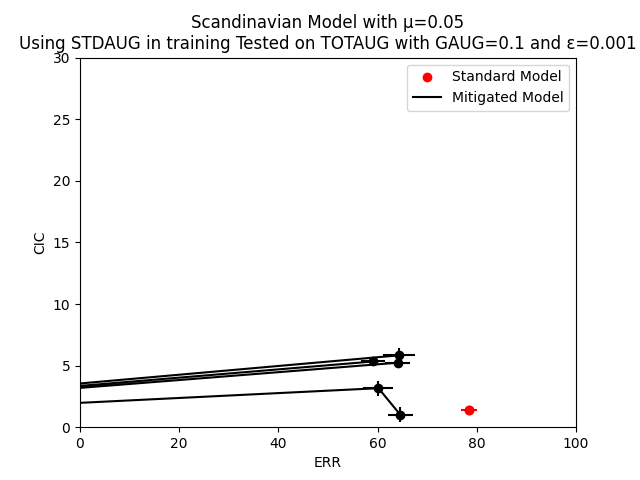 Scandinavian Model with μ=0.05
Using STDAUG in training Tested on TOTAUG with GAUG=0.1 and ε=0.001
30
25
20
15
10
5
0
CIC
Standard Model
Mitigated Model
0 20 40 60 80 100
ERR